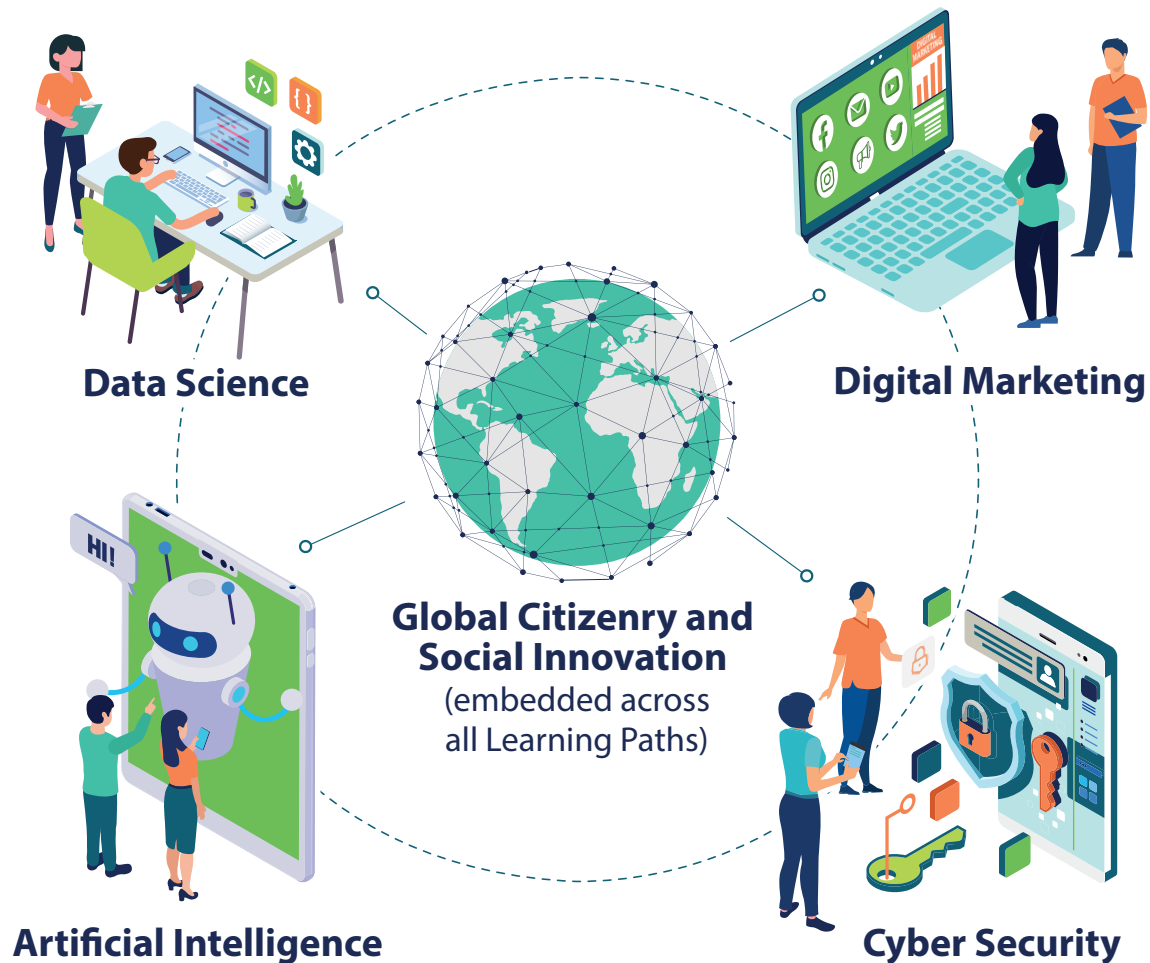 </>
{ }
DIGITAL
MARKETING
Data Science
Digital Marketing
HI!
Global Citizenry and
Social Innovation
(embedded across
all Learning Paths)
Artificial Intelligence
Cyber Security